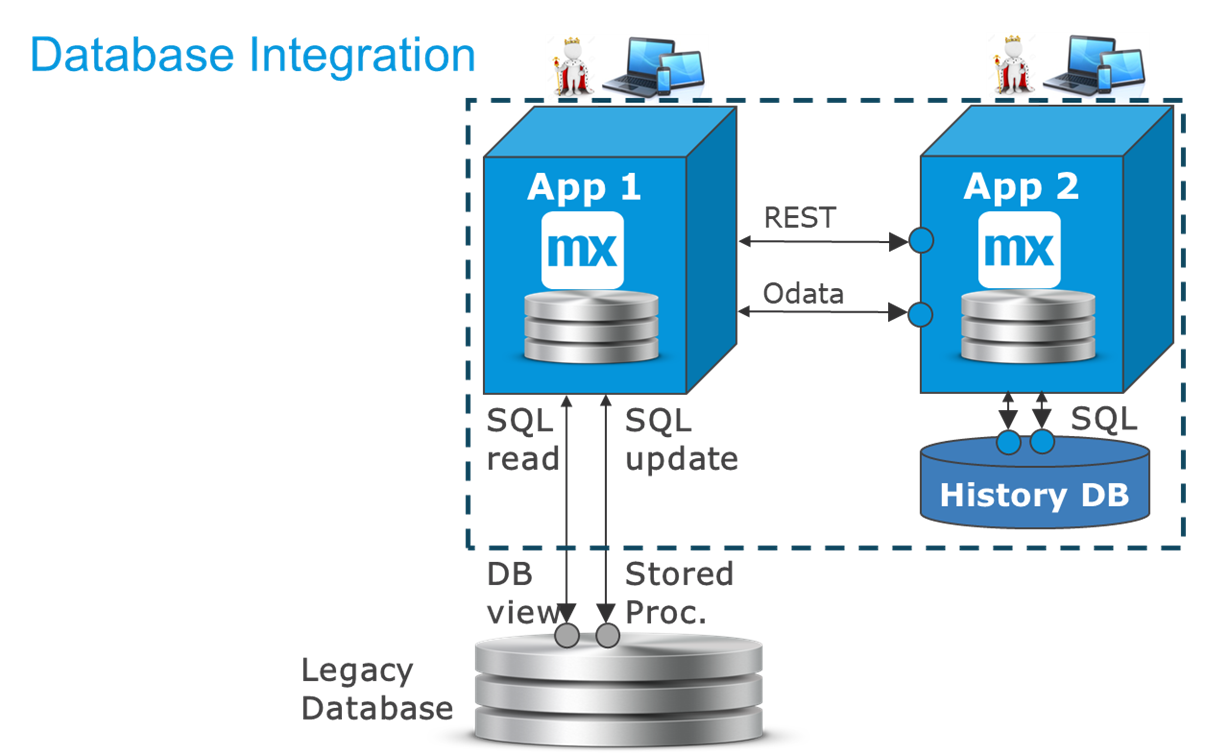 Database Integration
App 1
mx
App 2
mx
REST
Odata
SQL
read
SQL
update
SQL
History DB
DB
view
Stored
Proc.
Legacy
Database